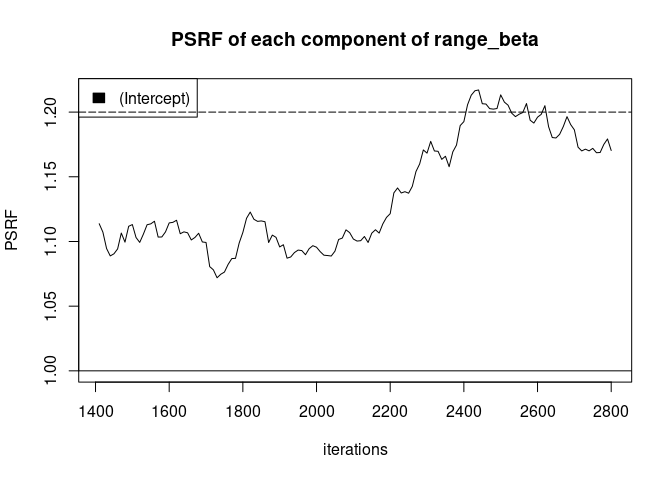 PSRF of each component of range_beta
(Intercept)
PSRF
1.20
1.15
1.10
1.05
1.00
1400 1600 1800 2000 2200 2400 2600 2800
iterations